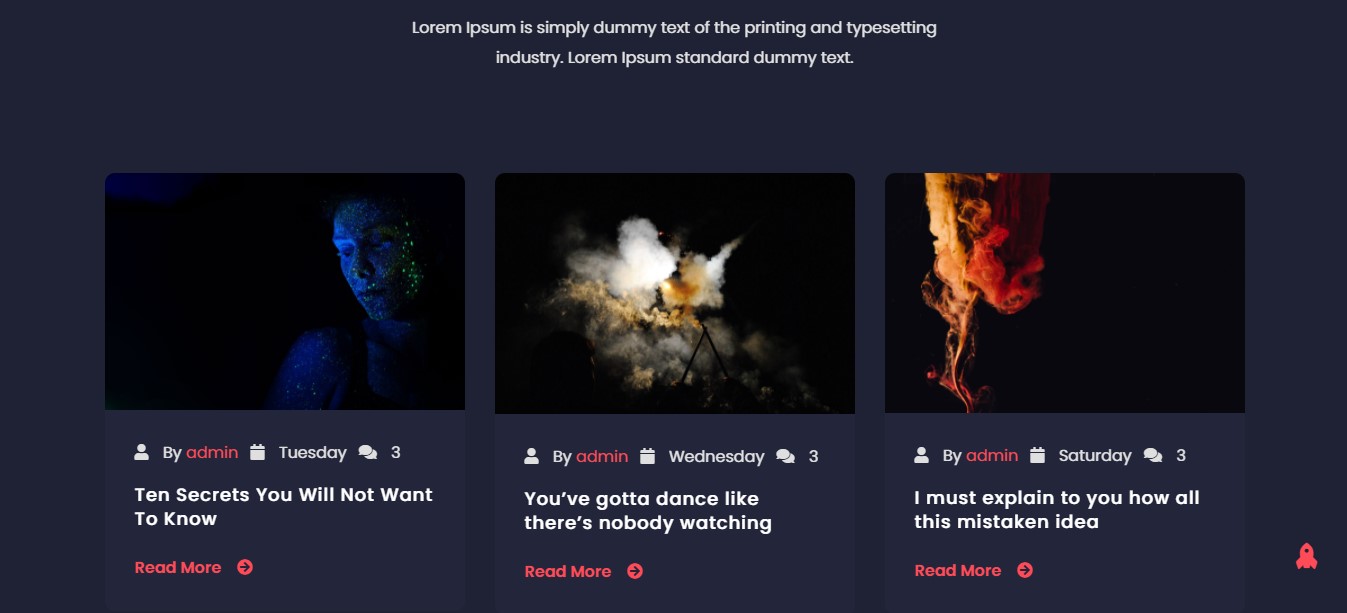 Lorem Ipsum is simply dummy text of the printing and typesetting
industry. Lorem Ipsum standard dummy text.
By admin Tuesday 3
Ten Secrets You Will Not Want
To Know
Read More
By admin Wednesday 3
You’ve gotta dance like
there’s nobody watching
Read More
By admin Saturday 3
I must explain to you how all
this mistaken idea
Read More